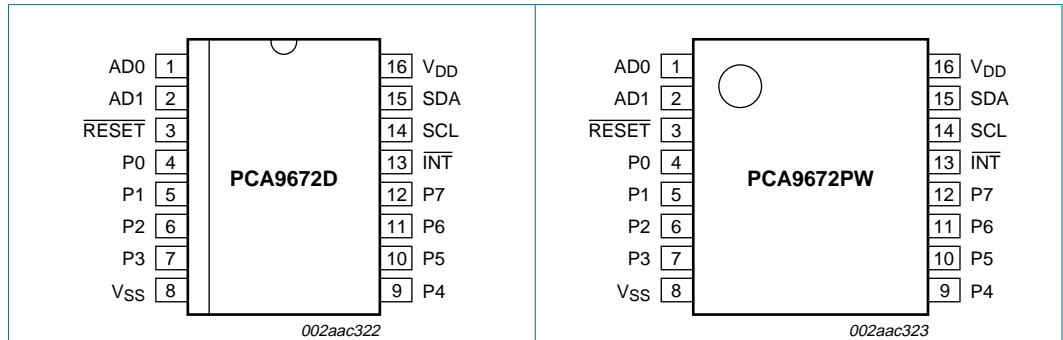 AD0 1 16 VDD
AD1 2 15 SDA
RESET 3 14 SCL
P0 4 13 INT
PCA9672D
P1 5 12 P7
P2 6 11 P6
P3 7 10 P5
VSS 8 9 P4
002aac322
AD0 1 16 VDD
AD1 2 15 SDA
RESET 3 14 SCL
P0 4 13 INT
PCA9672PW
P1 5 12 P7
P2 6 11 P6
P3 7 10 P5
VSS 8 9 P4
002aac323